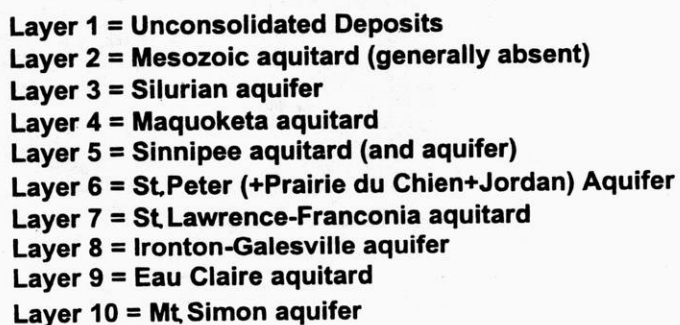 Layer 1 = Unconsolidated Deposits
Layer 2 = Mesozoic aquitard (generally absent)
Layer 3 = Silurian aquifer
Layer 4 = Maquoketa aquitard
Layer 5 = Sinnipee aquitard (and aquifer)
Layer 6 = St. Peter (+Prairie du Chien+Jordan) Aquifer
Layer 7 = St. Lawrence-Franconia aquitard
Layer 8 = Ironton-Galesville aquifer
Layer 9 = Eau Claire aquitard
Layer 10 = Mt. Simon aquifer